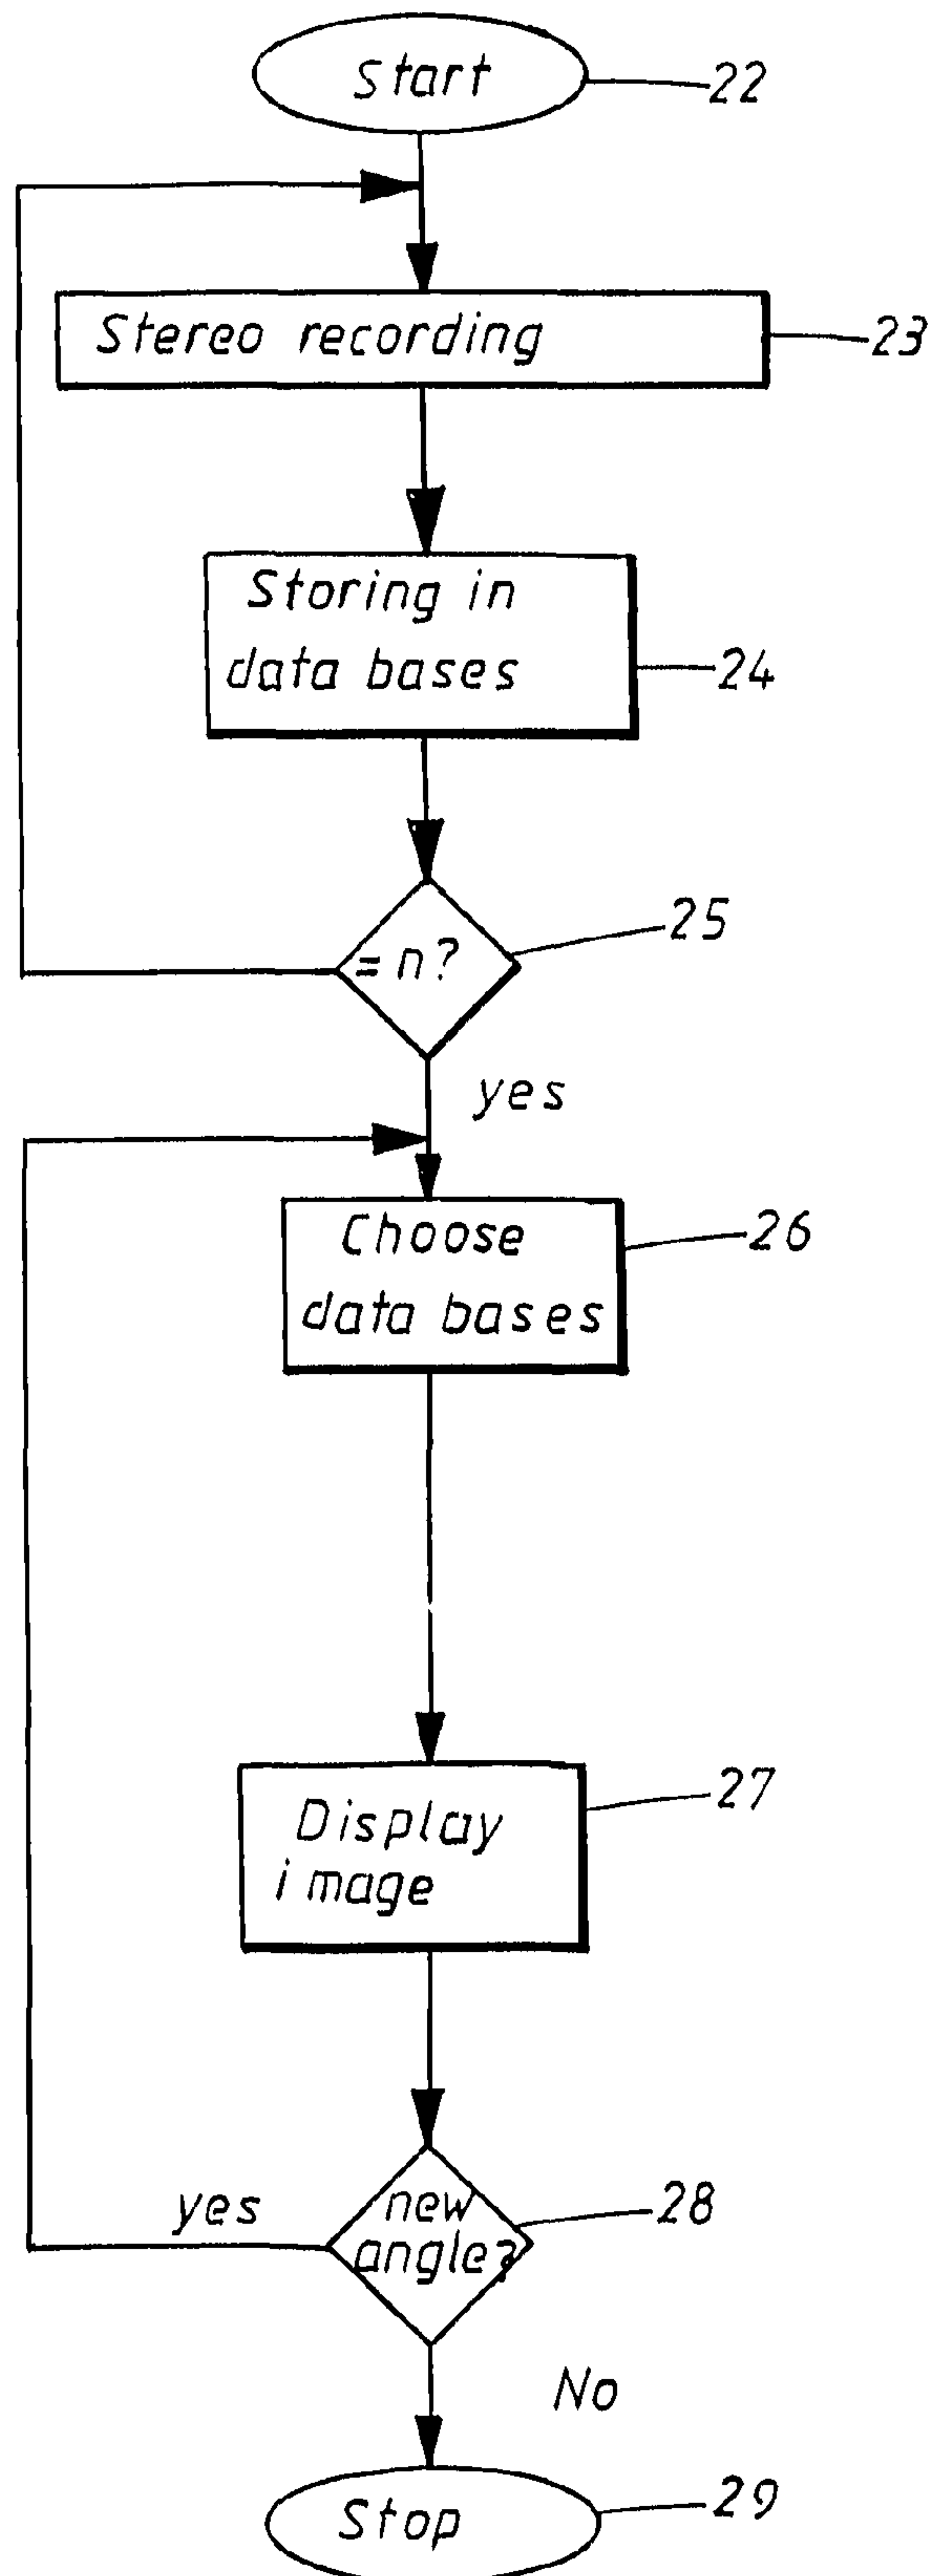 Start
22
Stereo recording
23
Storing in
data bases
24
= n?
25
yes
Choose
data bases
26
Display
image
27
new
angle?
28
yes
No
Stop
29